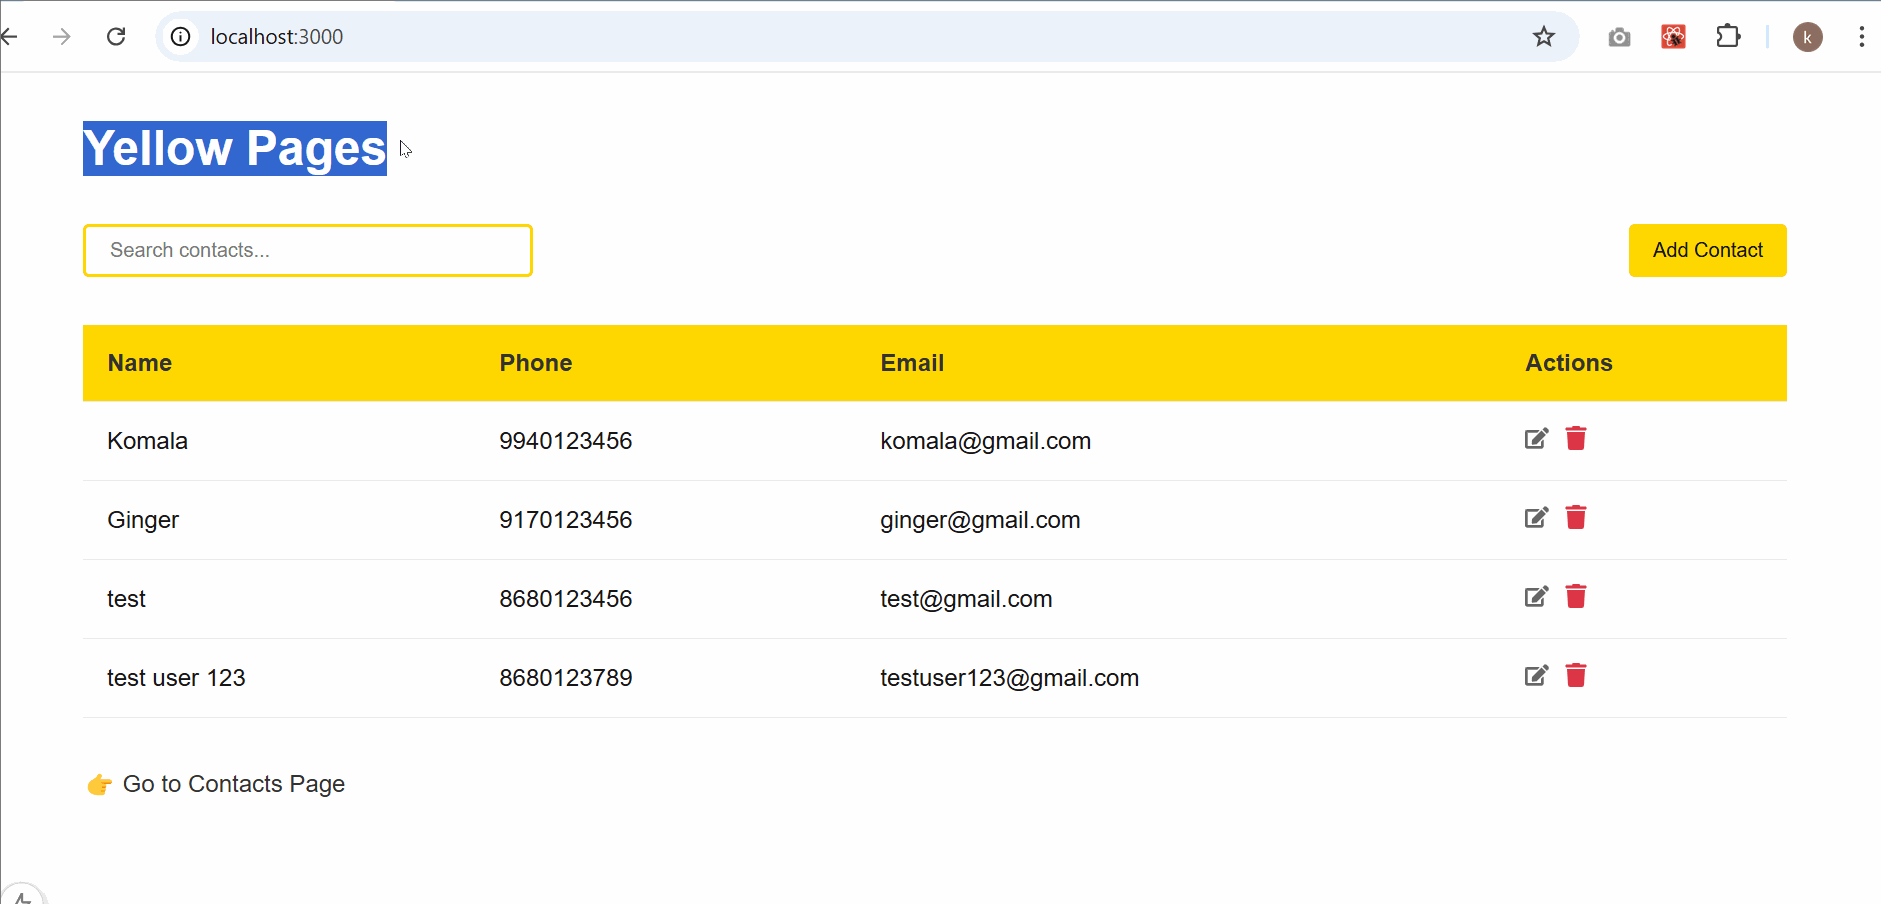 localhost:3000
k
Yellow Pages
Search contacts...
Add Contact
Name Phone Email Actions
Komala 9940123456 komala@gmail.com
Ginger 9170123456 ginger@gmail.com
test 8680123456 test@gmail.com
test user 123 8680123789 testuser123@gmail.com
👉 Go to Contacts Page